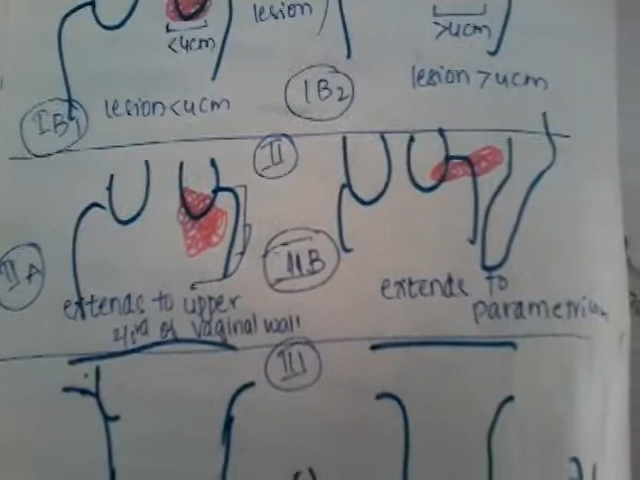 <4cm
lesion
>4cm
IB1
lesion <4cm
IB2
lesion >4cm
II
IIA
extends to upper
2/3rd of vaginal wall
IIB
extends to
parametrium
III